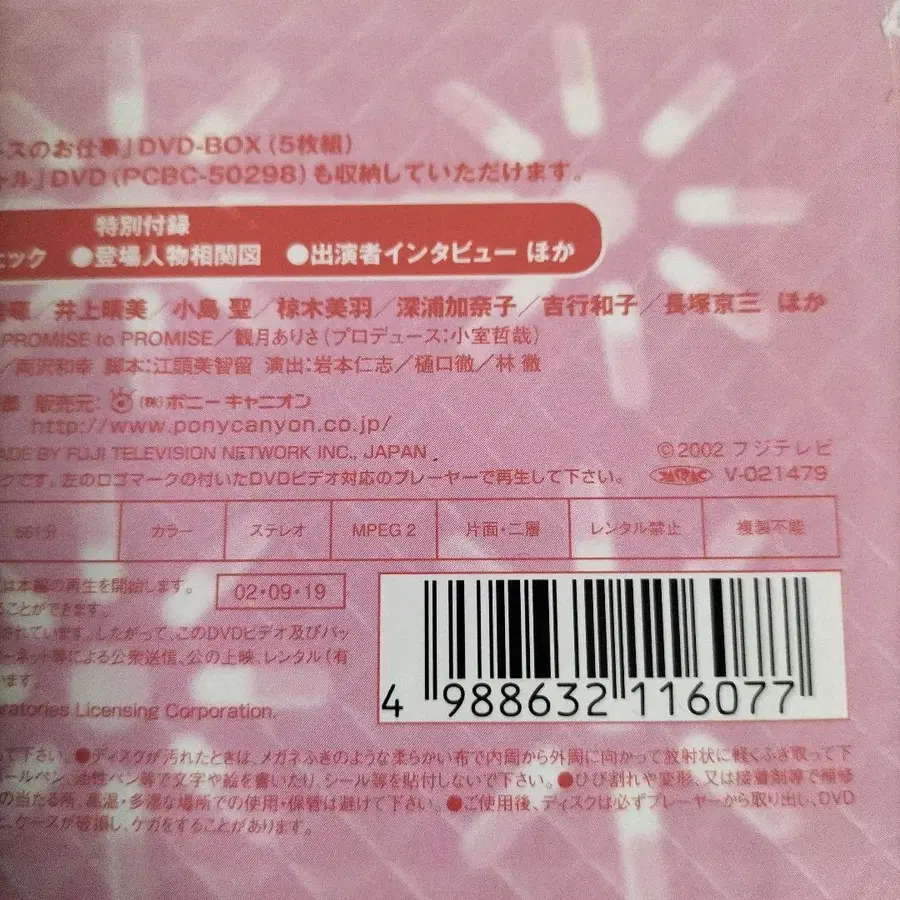 スのお仕事」DVD-BOX(5枚組)
トル」DVD(PCBC-50298)も収納していただけます。
特別付録
ェック ●登場人物相関図 ●出演者インタビュー ほか
/井上晴美/小島 聖/椋木美羽/深浦加奈子/吉行和子/長塚京三 ほか
PROMISE to PROMISE/観月ありさ(プロデュース:小室哲哉)
/両沢和幸 脚本:江頭美智留 演出:岩本仁志/樋口徹/林 徹
販売元: (株)ポニーキャニオン
http://www.ponycanyon.co.jp/
ADE BY FUJI TELEVISION NETWORK INC., JAPAN
©2002 フジテレビ
クです。左のロゴマークの付いたDVDビデオ対応のプレーヤーで再生して下さい。
V-021479
661分 カラー ステレオ MPEG 2 片面・二層 レンタル禁止 複製不能
は本編の再生を開始します。
02・09・19
ことができます。
されています。したがって、このDVDビデオ及びパッ
ーネット等による公衆送信、公の上映、レンタル(有
います。
oratories Licensing Corporation.
4 988632 116077
て下さい。●ディスクが汚れたときは、メガネふきのような柔らかい布で内周から外周に向かって放射状に軽くふき取って下
ールペン、油性ペン等で文字や絵を書いたり、シール等を貼付しないで下さい。●ひび割れや変形、又は接着剤等で補修
の当たる所、高温・多湿な場所での使用・保管は避けて下さい。●ご使用後、ディスクは必ずプレーヤーから取り出し、DVD
と、ケースが破損し、ケガをすることがあります。